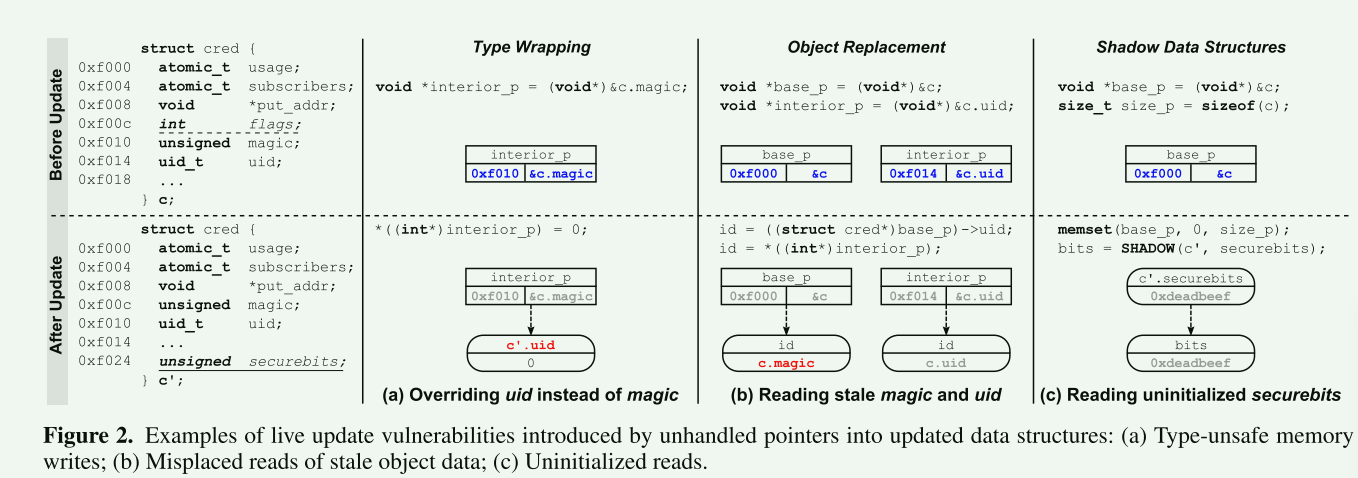 Before Update
struct cred {
0xf000 atomic_t usage;
0xf004 atomic_t subscribers;
0xf008 void *put_addr;
0xf00c int flags;
0xf010 unsigned magic;
0xf014 uid_t uid;
0xf018 ...
} c;
Type Wrapping
void *interior_p = (void*)&c.magic;
interior_p
0xf010 &c.magic
Object Replacement
void *base_p = (void*)&c;
void *interior_p = (void*)&c.uid;
base_p
0xf000 &c
interior_p
0xf014 &c.uid
Shadow Data Structures
void *base_p = (void*)&c;
size_t size_p = sizeof(c);
base_p
0xf000 &c
After Update
struct cred {
0xf000 atomic_t usage;
0xf004 atomic_t subscribers;
0xf008 void *put_addr;
0xf00c unsigned magic;
0xf010 uid_t uid;
0xf014 ...
0xf024 unsigned securebits;
} c';
*((int*)interior_p) = 0;
interior_p
0xf010 &c.magic
c'.uid
0
(a) Overriding uid instead of magic
id = ((struct cred*)base_p)->uid;
id = *((int*)interior_p);
base_p
0xf000 &c
interior_p
0xf014 &c.uid
id
c.magic
id
c.uid
(b) Reading stale magic and uid
memset(base_p, 0, size_p);
bits = SHADOW(c', securebits);
c'.securebits
0xdeadbeef
bits
0xdeadbeef
(c) Reading uninitialized securebits
Figure 2. Examples of live update vulnerabilities introduced by unhandled pointers into updated data structures: (a) Type-unsafe memory
writes; (b) Misplaced reads of stale object data; (c) Uninitialized reads.